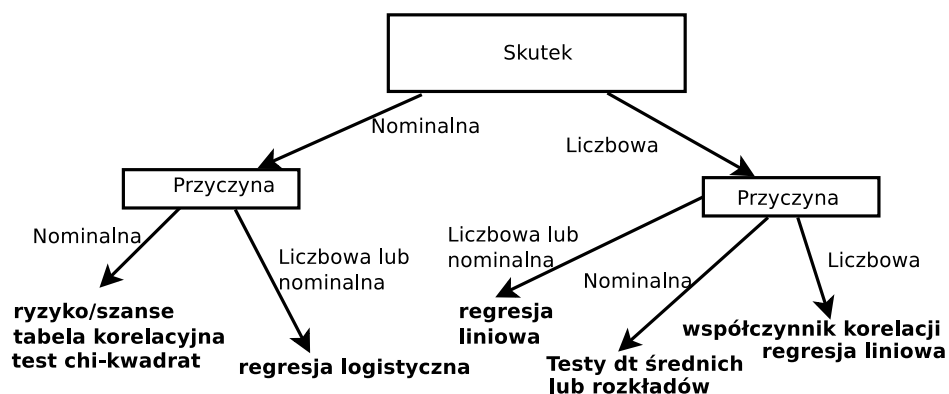 Skutek
Nominalna
Liczbowa
Przyczyna
Przyczyna
Nominalna
Liczbowa lub
nominalna
Liczbowa lub
nominalna
Nominalna
Liczbowa
ryzyko/szanse
tabela korelacyjna
test chi-kwadrat
regresja logistyczna
regresja
liniowa
Testy dt średnich
lub rozkładów
współczynnik korelacji
regresja liniowa